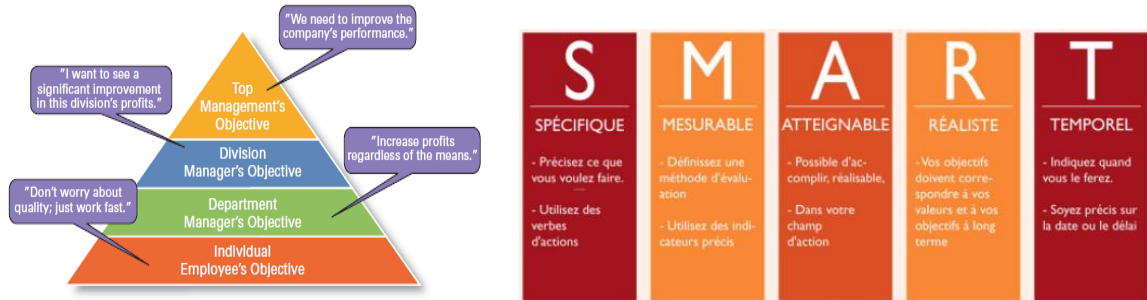 "We need to improve the
company's performance."
"I want to see a
significant improvement
in this division's profits."
Top
Management's
Objective
"Increase profits
regardless of the means."
Division
Manager's Objective
"Don't worry about
quality; just work fast."
Department
Manager's Objective
Individual
Employee's Objective
S
SPÉCIFIQUE
- Précisez ce que
vous voulez faire.
- Utilisez des
verbes
d'actions
M
MESURABLE
- Définissez une
méthode d'évalu-
ation
- Utilisez des indi-
cateurs précis
A
ATTEIGNABLE
- Possible d'ac-
complir, réalisable,
- Dans votre
champ
d'action
R
RÉALISTE
- Vos objectifs
doivent corre-
spondre à vos
valeurs et à vos
objectifs à long
terme
T
TEMPOREL
- Indiquez quand
vous le ferez.
- Soyez précis sur
la date ou le délai